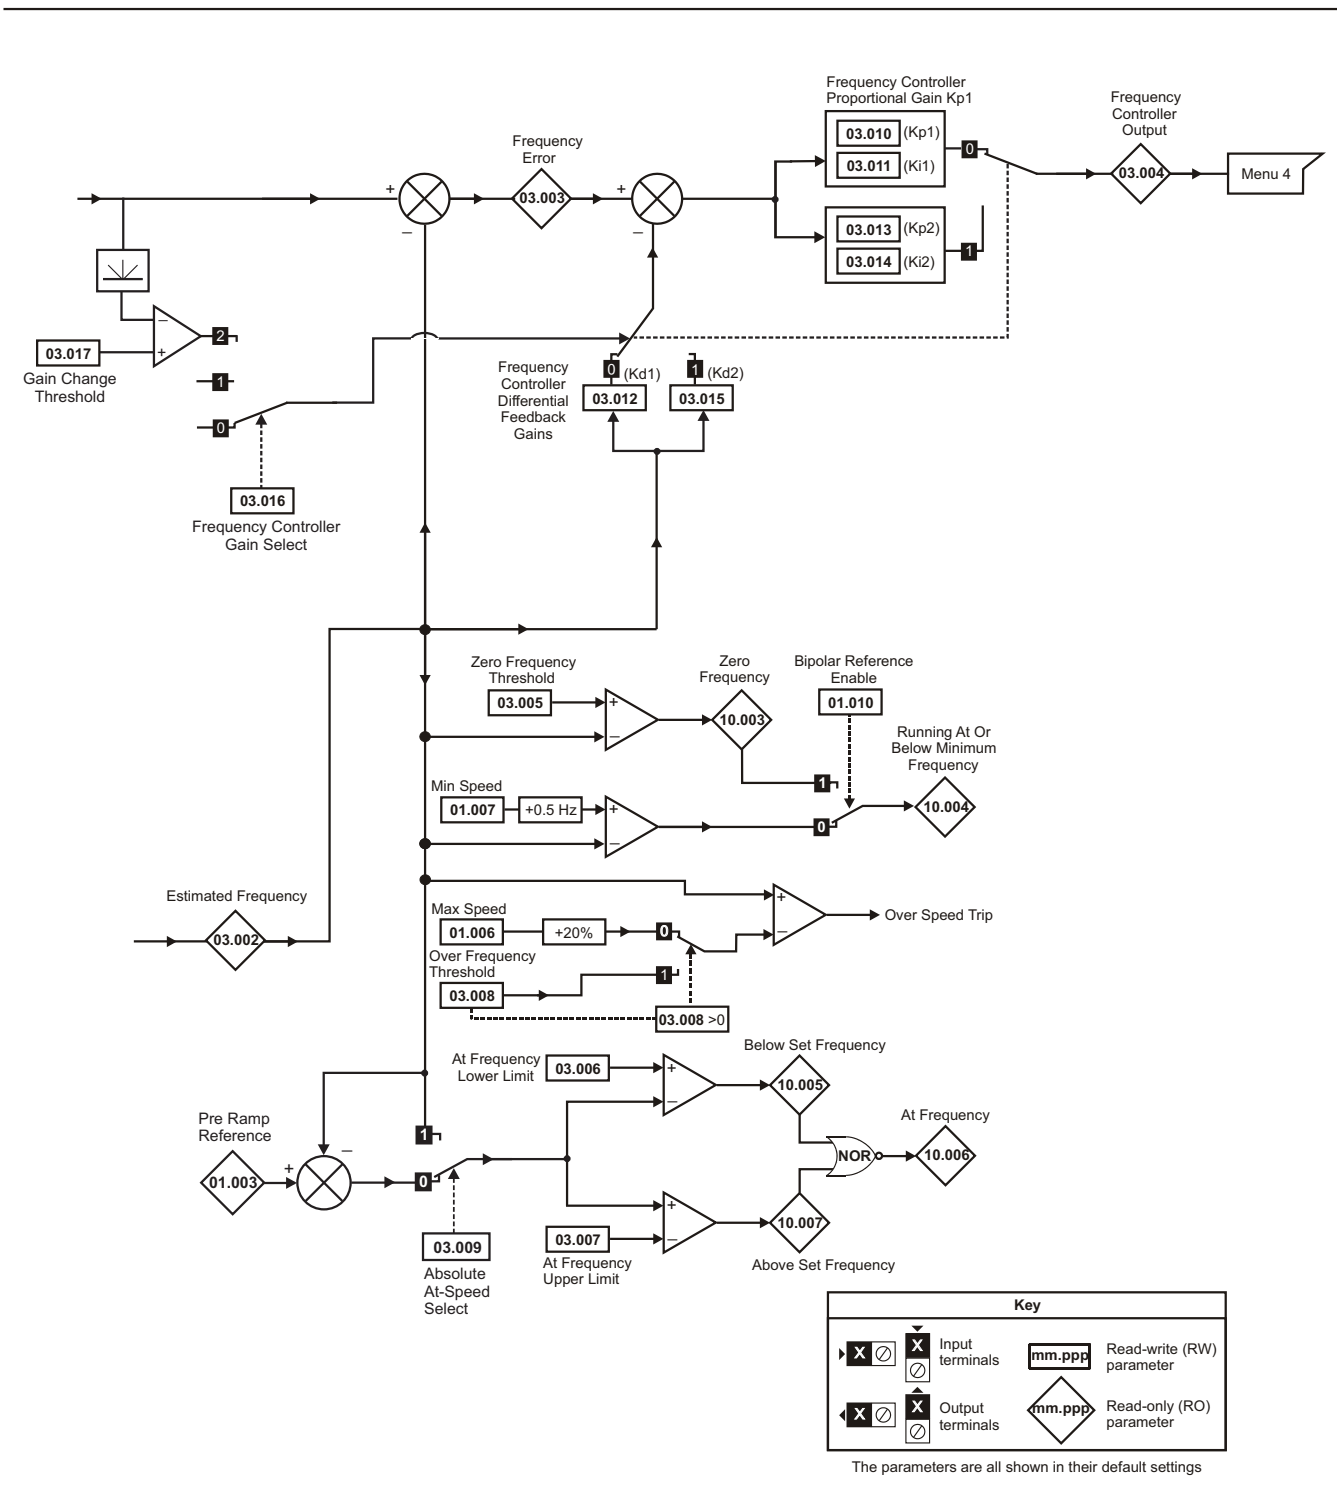 Frequency Controller
Proportional Gain Kp1
03.010 (Kp1)
03.011 (Ki1)
0
03.013 (Kp2)
03.014 (Ki2)
1
Frequency
Controller
Output
03.004
Menu 4
Frequency
Error
03.003
+
–
+
–
–
+
2
1
0
03.017
Gain Change
Threshold
03.016
Frequency Controller
Gain Select
Frequency
Controller
Differential
Feedback
Gains
0 (Kd1)
03.012
1 (Kd2)
03.015
Zero Frequency
Threshold
03.005
+
–
Zero
Frequency
10.003
Bipolar Reference
Enable
01.010
Running At Or
Below Minimum
Frequency
10.004
1
0
Min Speed
01.007
+0.5 Hz
+
–
Estimated Frequency
03.002
Max Speed
01.006
+20%
0
+
–
Over Speed Trip
Over Frequency
Threshold
03.008
1
03.008 >0
At Frequency
Lower Limit
03.006
+
–
Below Set Frequency
10.005
At Frequency
10.006
NOR
Pre Ramp
Reference
01.003
+
–
1
0
03.009
Absolute
At-Speed
Select
+
–
03.007
At Frequency
Upper Limit
10.007
Above Set Frequency
Key
X
X
Input
terminals
mm.ppp
Read-write (RW)
parameter
X
X
Output
terminals
mm.ppp
Read-only (RO)
parameter
The parameters are all shown in their default settings